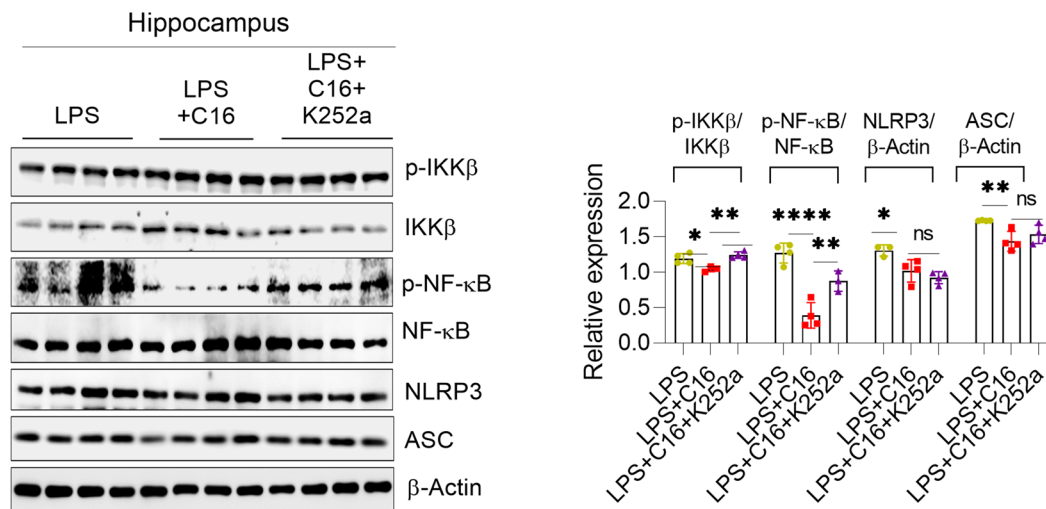 Hippocampus
LPS
LPS
+C16
LPS+
C16+
K252a
p-IKKβ
IKKβ
p-NF-κB
NF-κB
NLRP3
ASC
β-Actin
p-IKKβ/
IKKβ
p-NF-κB/
NF-κB
NLRP3/
β-Actin
ASC/
β-Actin
Relative expression
2.0
1.5
1.0
0.5
0.0
* **
**** **
* ns
** ns
LPS
LPS+C16
LPS+C16+K252a
LPS
LPS+C16
LPS+C16+K252a
LPS
LPS+C16
LPS+C16+K252a
LPS
LPS+C16
LPS+C16+K252a